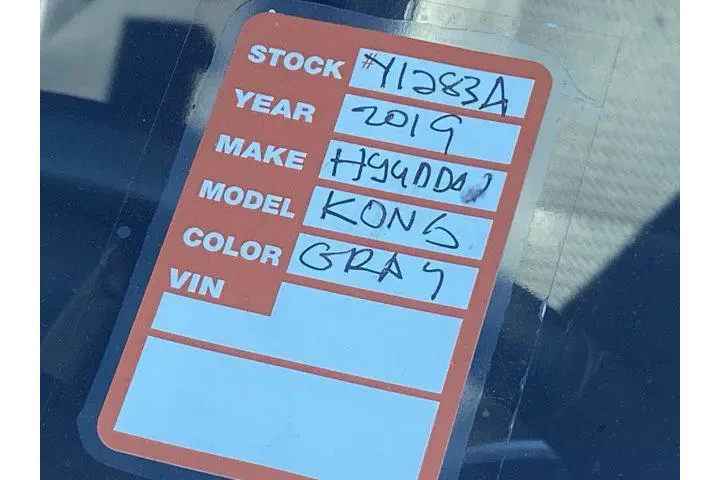 STOCK #Y1283A
YEAR 2019
MAKE Hyundai
MODEL KONG
COLOR GRAY
VIN